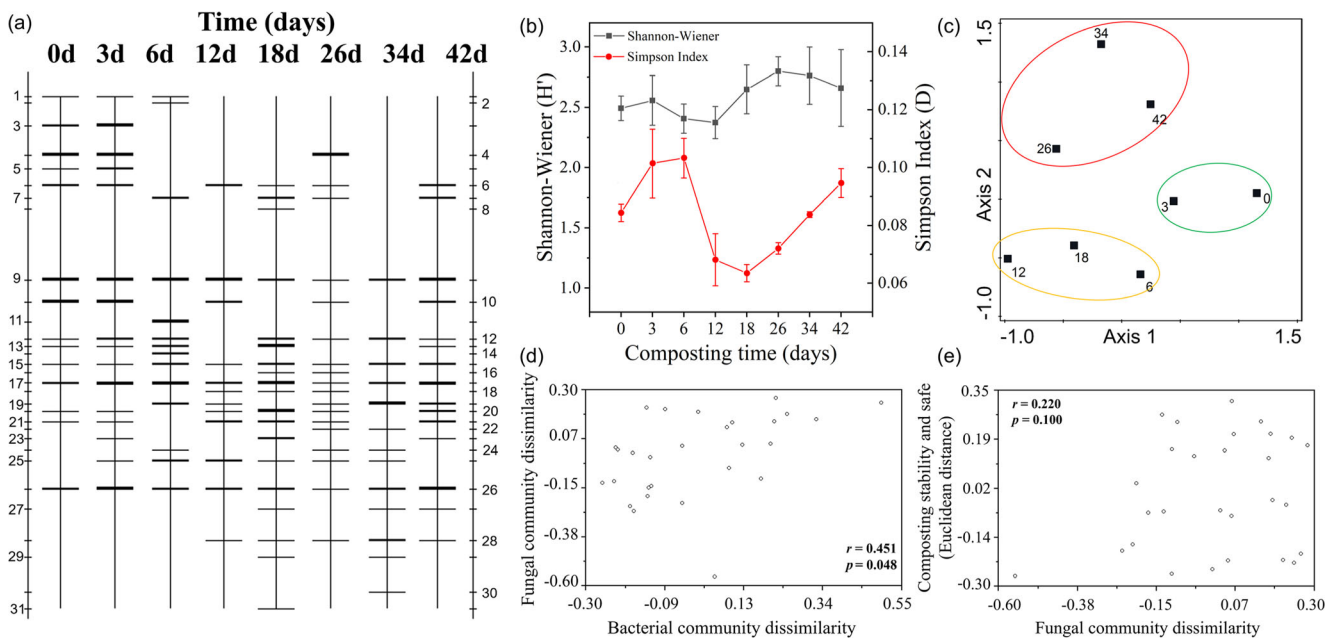 (a)
Time (days)
0d 3d 6d 12d 18d 26d 34d 42d
1
3
5
7
9
11
13
15
17
19
21
23
25
27
29
31
2
4
6
8
10
12
14
16
18
20
22
24
26
28
30
(b)
Shannon-Wiener
Simpson Index
Shannon-Wiener (H')
3.0
2.5
2.0
1.5
1.0
0.14
0.12
0.10
0.08
0.06
Simpson Index (D)
0 3 6 12 18 26 34 42
Composting time (days)
(c)
1.5
Axis 2
-1.0
34
42
26
3
0
18
12
6
-1.0 Axis 1 1.5
(d)
Fungal community dissimilarity
0.30
0.07
-0.15
-0.38
-0.60
r = 0.451
p = 0.048
-0.30 -0.09 0.13 0.34 0.55
Bacterial community dissimilarity
(e)
Composting stability and safe
(Euclidean distance)
0.35
0.19
0.02
-0.14
-0.30
r = 0.220
p = 0.100
-0.60 -0.38 -0.15 0.07 0.30
Fungal community dissimilarity